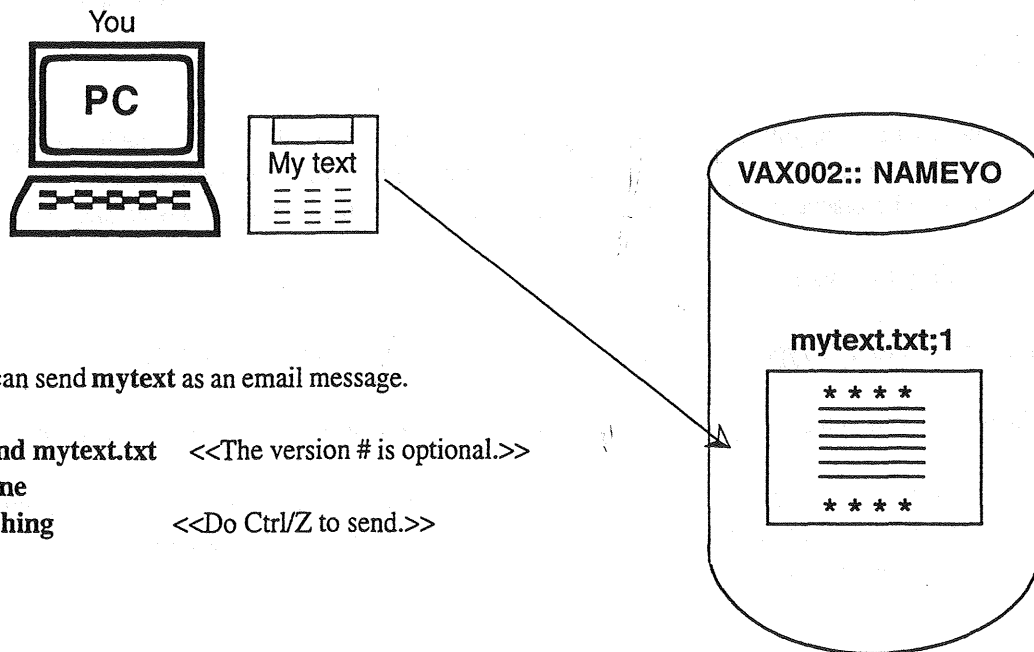 You
PC
My text
VAX002:: NAMEYO
mytext.txt;1
* * * *
* * * *
can send mytext as an email message.
nd mytext.txt <<The version # is optional.>>
ne
hing <<Do Ctrl/Z to send.>>